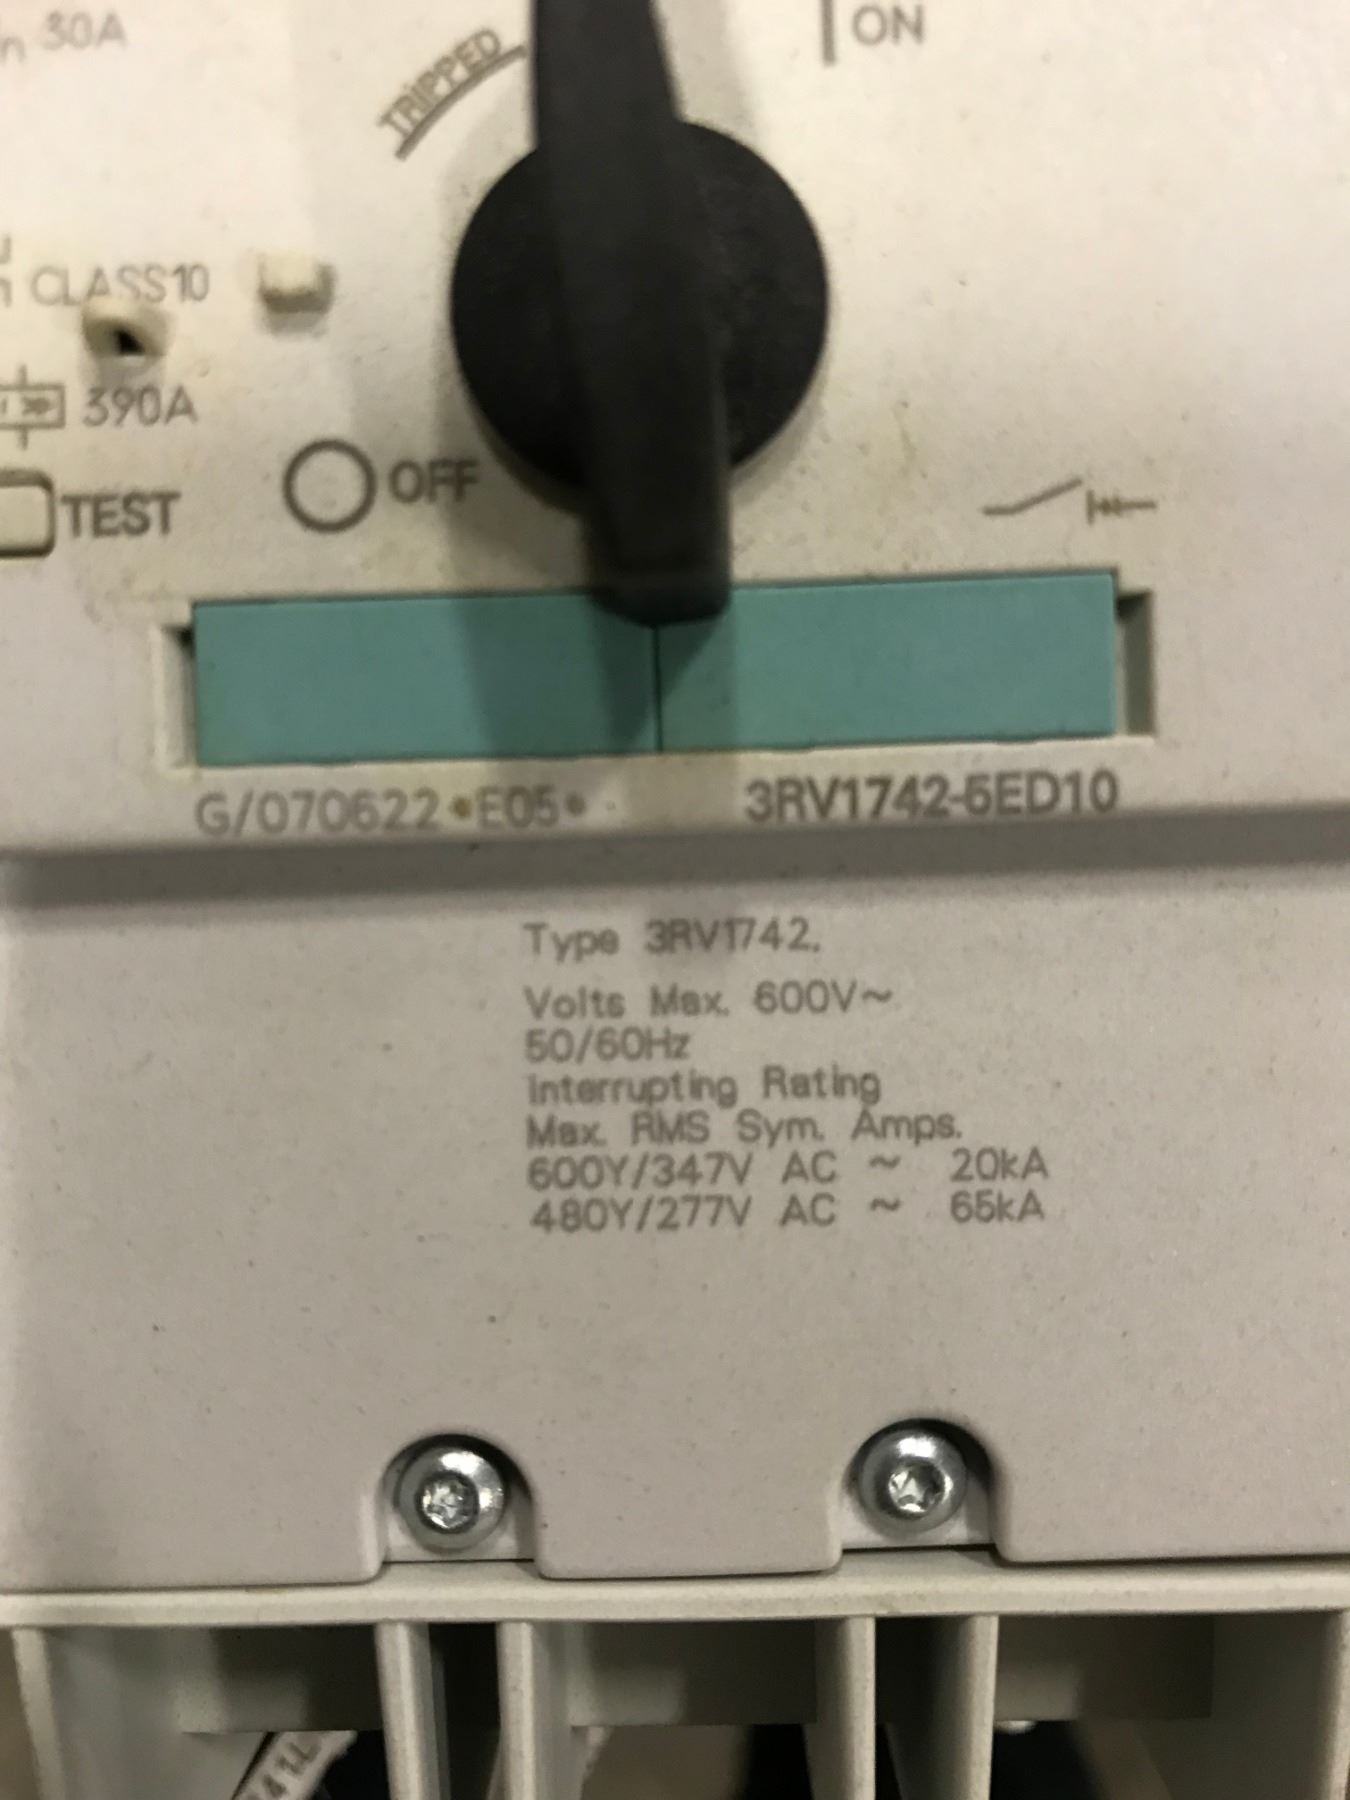 n 30A
ON
TRIPPED
CLASS10
390A
OFF
TEST
G/070622 •E05•
3RV1742-5ED10
Type 3RV1742.
Volts Max. 600V~
50/60Hz
Interrupting Rating
Max. RMS Sym. Amps.
600Y/347V AC ~ 20kA
480Y/277V AC ~ 65kA
41L